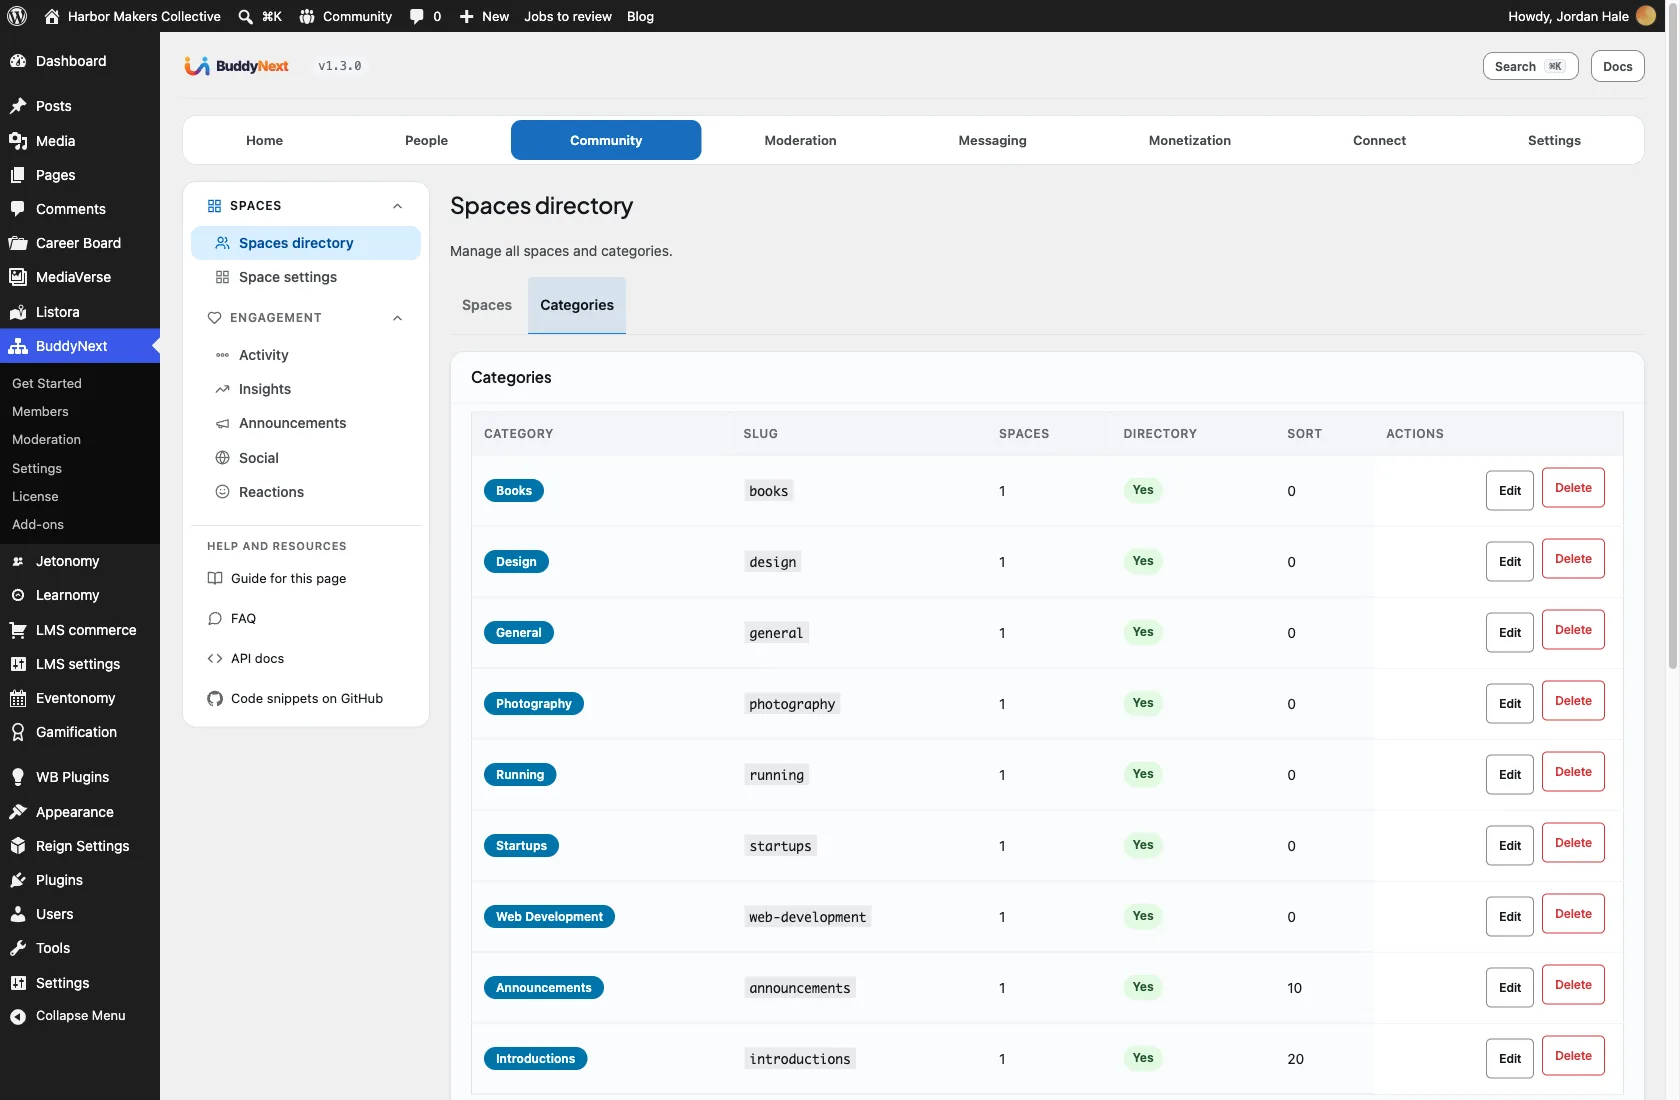 Harbor Makers Collective ⌘K Community 0 New Jobs to review Blog Howdy, Jordan Hale
Dashboard
Posts
Media
Pages
Comments
Career Board
MediaVerse
Listora
BuddyNext
Get Started
Members
Moderation
Settings
License
Add-ons
Jetonomy
Learnomy
LMS commerce
LMS settings
Eventonomy
Gamification
WB Plugins
Appearance
Reign Settings
Plugins
Users
Tools
Settings
Collapse Menu
BuddyNext v1.3.0 Search ⌘K Docs
Home People Community Moderation Messaging Monetization Connect Settings
SPACES
Spaces directory
Space settings
ENGAGEMENT
Activity
Insights
Announcements
Social
Reactions
HELP AND RESOURCES
Guide for this page
FAQ
API docs
Code snippets on GitHub
Spaces directory
Manage all spaces and categories.
Spaces Categories
Categories
CATEGORY SLUG SPACES DIRECTORY SORT ACTIONS
Books books 1 Yes 0 Edit Delete
Design design 1 Yes 0 Edit Delete
General general 1 Yes 0 Edit Delete
Photography photography 1 Yes 0 Edit Delete
Running running 1 Yes 0 Edit Delete
Startups startups 1 Yes 0 Edit Delete
Web Development web-development 1 Yes 0 Edit Delete
Announcements announcements 1 Yes 10 Edit Delete
Introductions introductions 1 Yes 20 Edit Delete